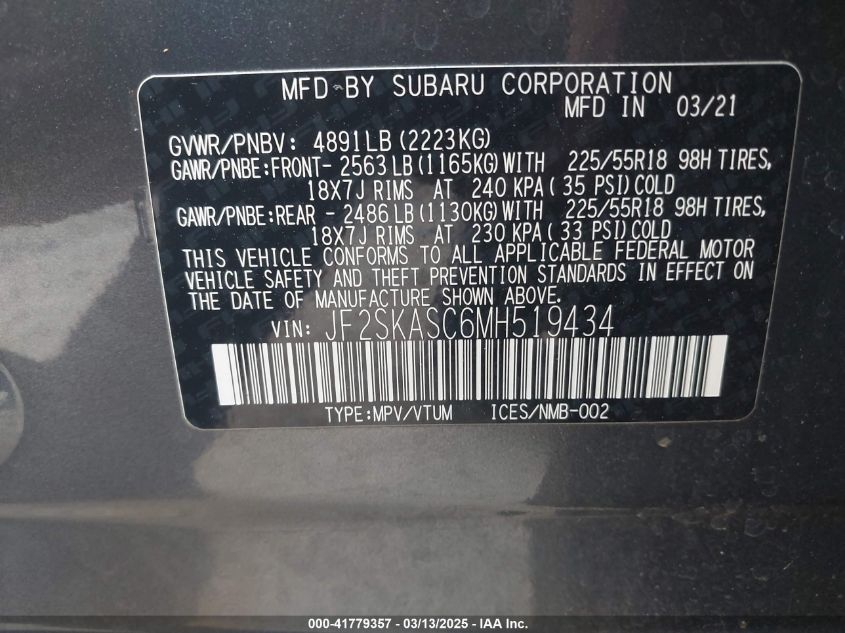 MFD BY SUBARU CORPORATION
MFD IN 03/21
GVWR/PNBV: 4891LB (2223KG)
GAWR/PNBE:FRONT- 2563LB (1165KG)WITH 225/55R18 98H TIRES,
18X7J RIMS AT 240 KPA( 35 PSI)COLD
GAWR/PNBE:REAR - 2486LB (1130KG)WITH 225/55R18 98H TIRES,
18X7J RIMS AT 230 KPA( 33 PSI)COLD
THIS VEHICLE CONFORMS TO ALL APPLICABLE FEDERAL MOTOR
VEHICLE SAFETY AND THEFT PREVENTION STANDARDS IN EFFECT ON
THE DATE OF MANUFACTURE SHOWN ABOVE.
VIN: JF2SKASC6MH519434
TYPE:MPV/VTUM ICES/NMB-002
000-41779357 - 03/13/2025 - IAA Inc.